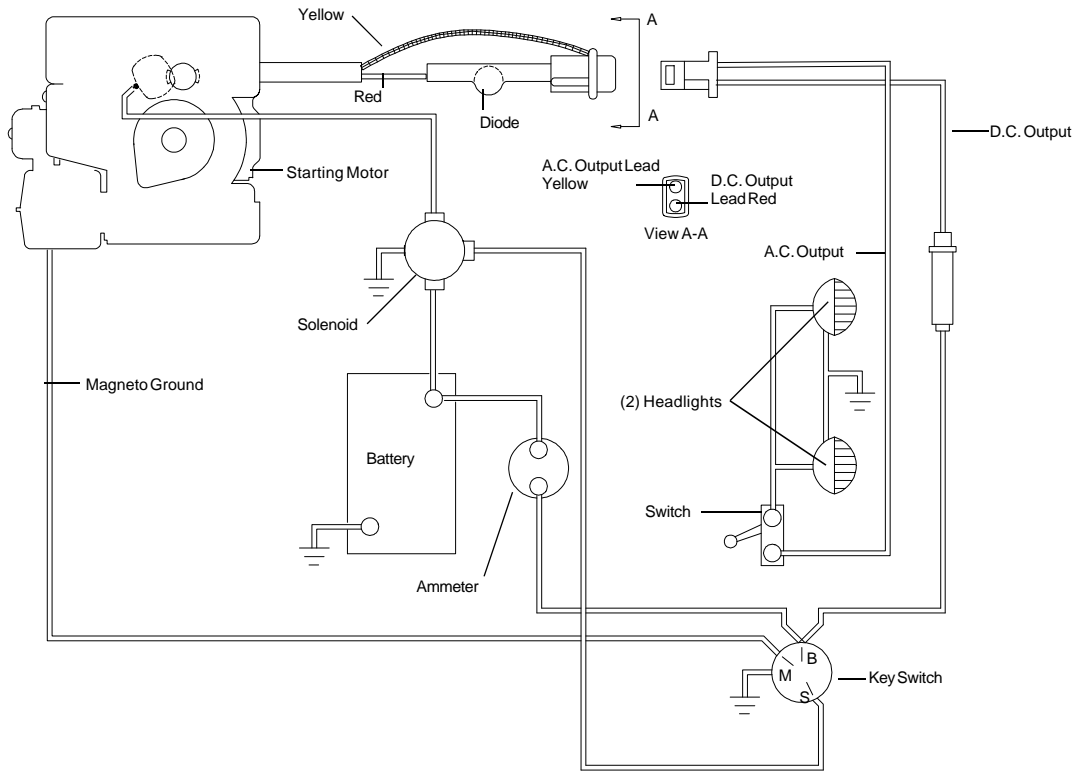 Yellow
A
Red
Diode
A
D.C. Output
Starting Motor
A.C. Output Lead
Yellow
D.C. Output
Lead Red
View A-A
A.C. Output
Solenoid
Magneto Ground
(2) Headlights
Battery
Switch
Ammeter
B
M
Key Switch
S